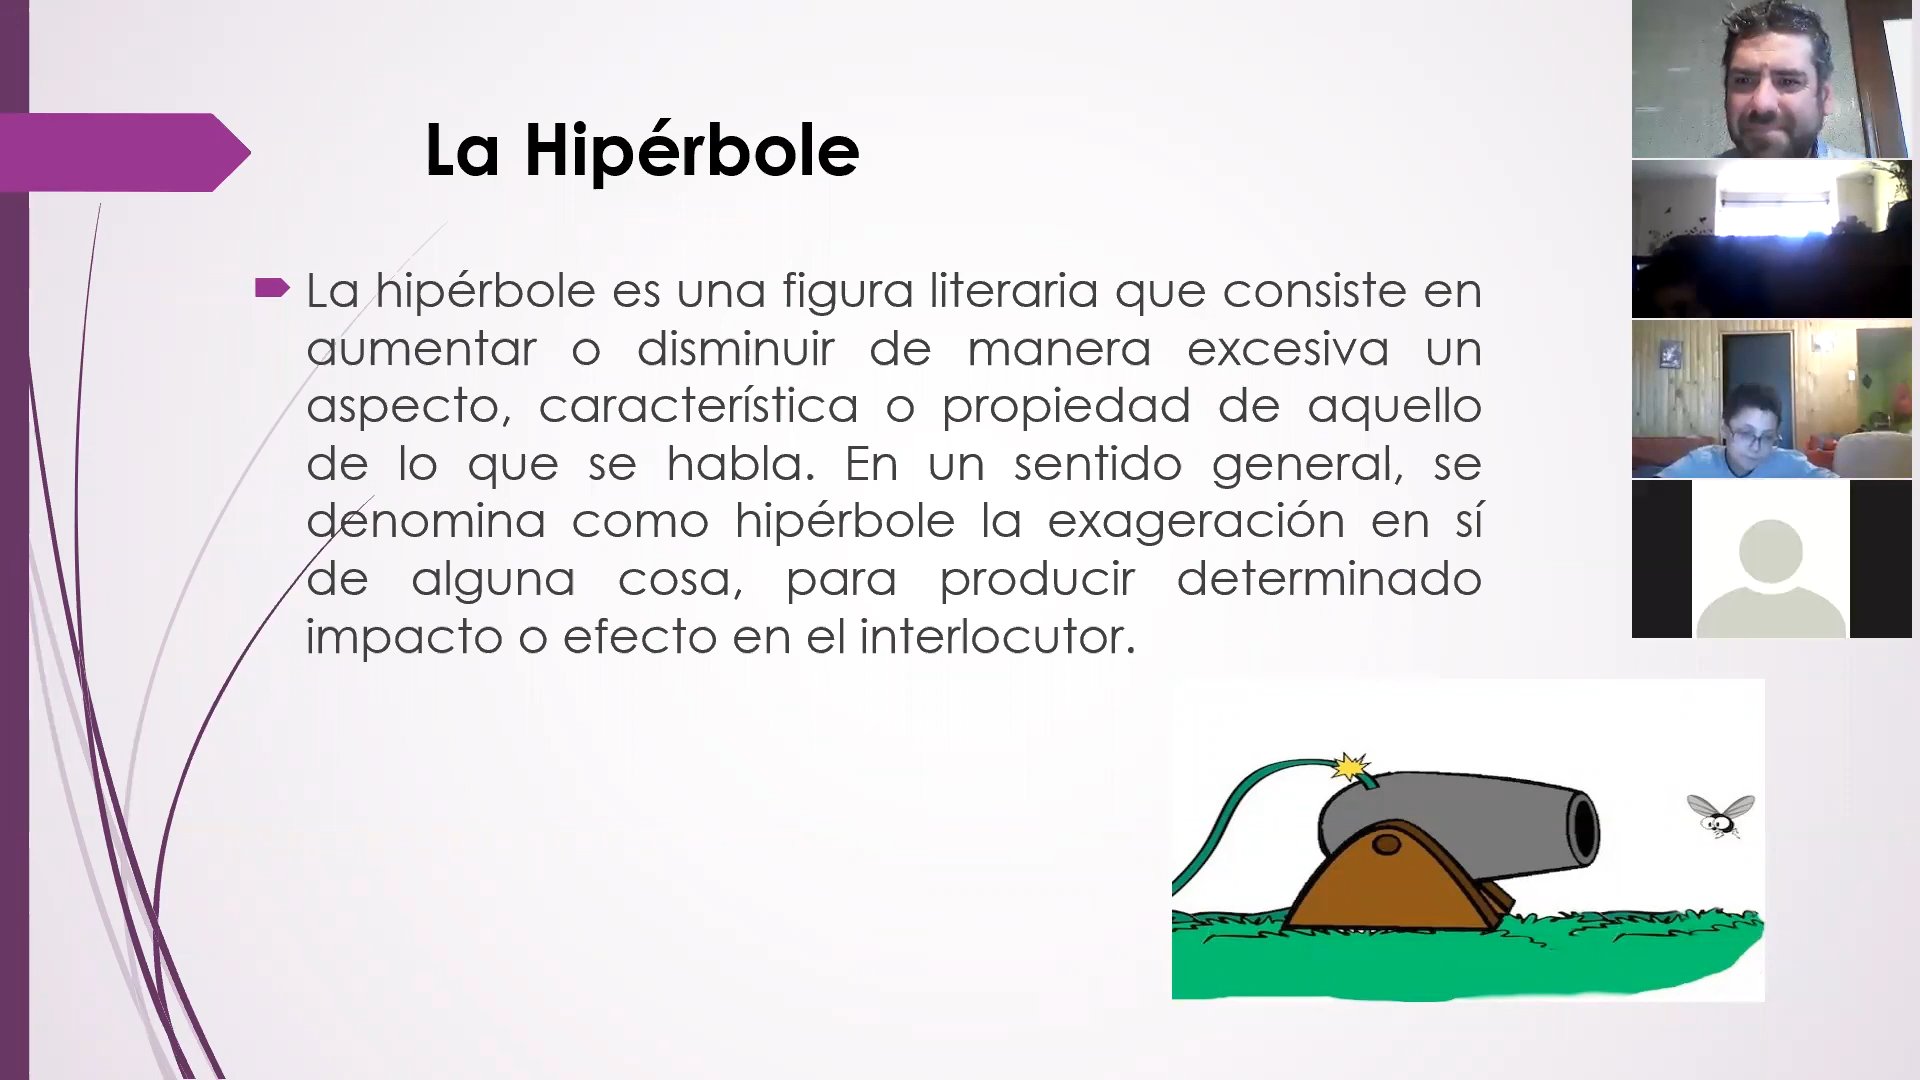 La Hipérbole
La hipérbole es una figura literaria que consiste en
aumentar o disminuir de manera excesiva un
aspecto, característica o propiedad de aquello
de lo que se habla. En un sentido general, se
denomina como hipérbole la exageración en sí
de alguna cosa, para producir determinado
impacto o efecto en el interlocutor.